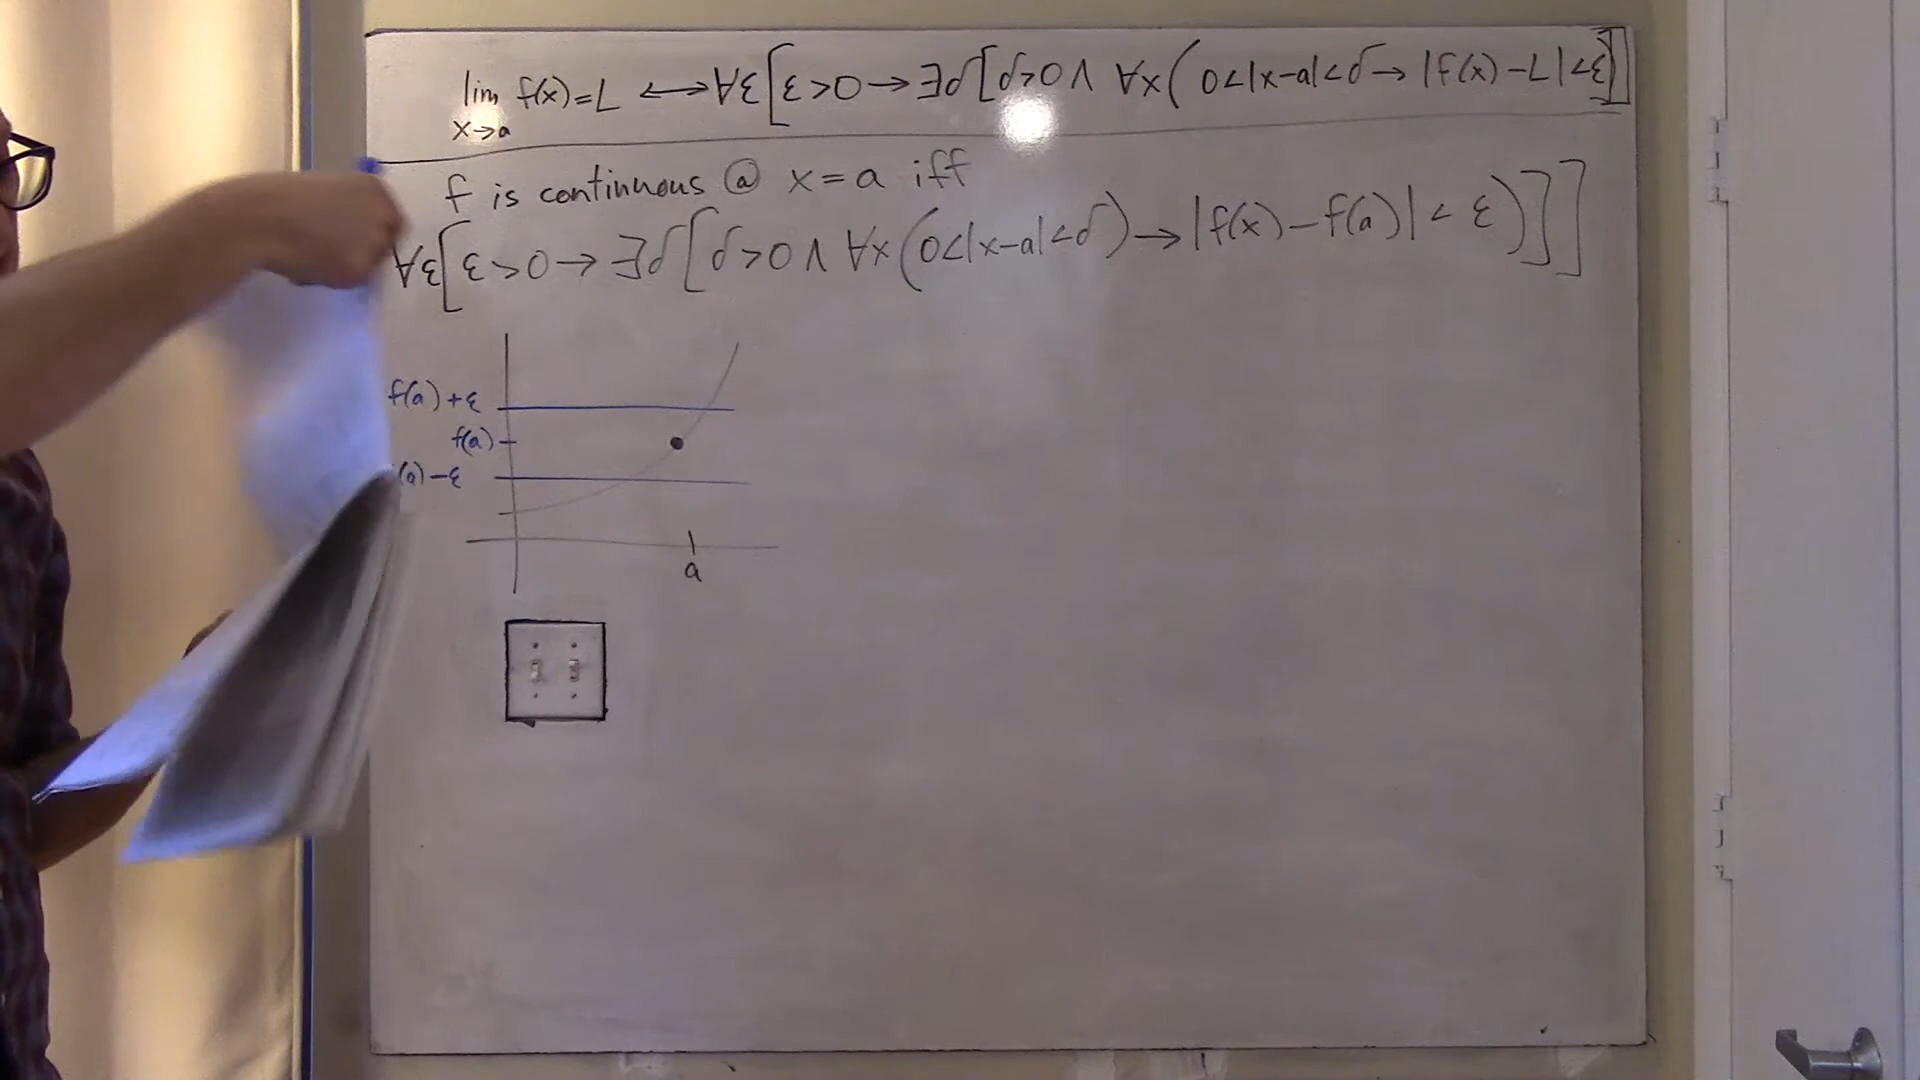 lim f(x)=L ⟷ ∀ε[ε>0→∃δ[δ>0∧ ∀x(0<|x-a|<δ→ |f(x)-L|<ε)]]
x→a
f is continuous @ x=a iff
∀ε[ε>0→∃δ[δ>0∧ ∀x(0<|x-a|<δ)→|f(x)-f(a)|<ε)]]
f(a)+ε
f(a)
(a)-ε
a